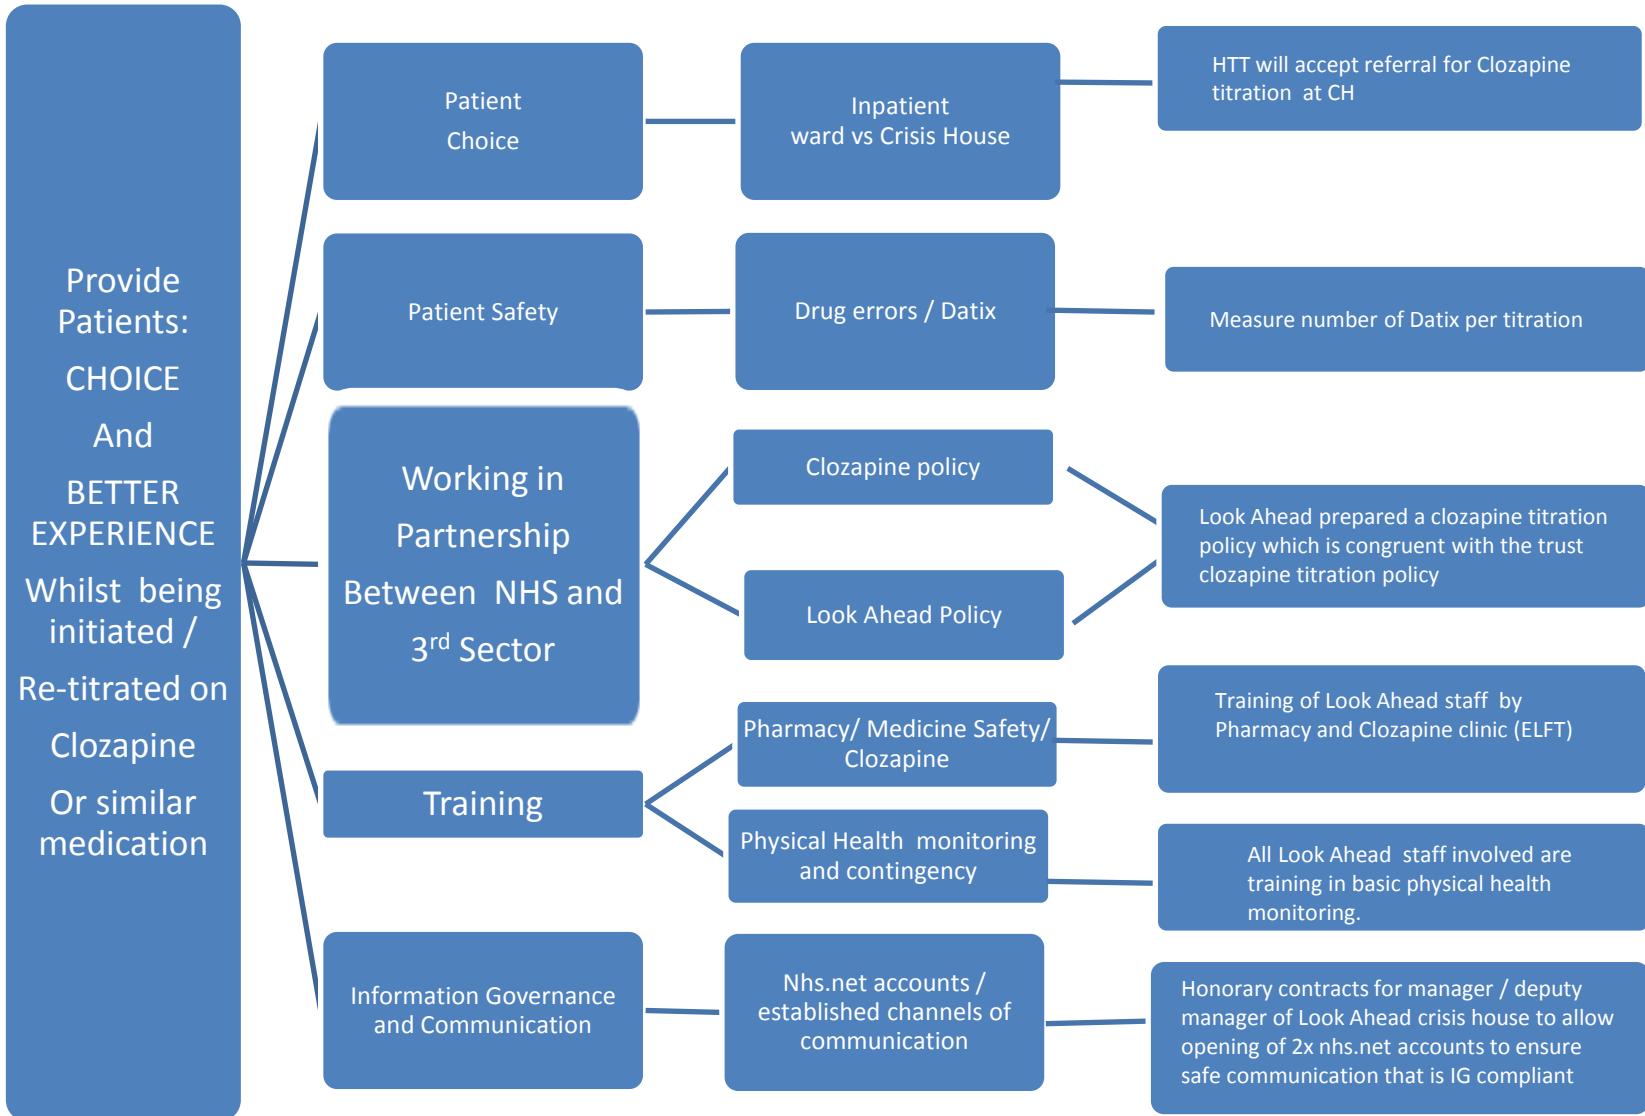 Provide
Patients:
CHOICE
And
BETTER
EXPERIENCE
Whilst being
initiated /
Re-titrated on
Clozapine
Or similar
medication
Patient
Choice
Inpatient
ward vs Crisis House
HTT will accept referral for Clozapine
titration at CH
Patient Safety
Drug errors / Datix
Measure number of Datix per titration
Working in
Partnership
Between NHS and
3rd Sector
Clozapine policy
Look Ahead Policy
Look Ahead prepared a clozapine titration
policy which is congruent with the trust
clozapine titration policy
Training
Pharmacy/ Medicine Safety/
Clozapine
Training of Look Ahead staff by
Pharmacy and Clozapine clinic (ELFT)
Physical Health monitoring
and contingency
All Look Ahead staff involved are
training in basic physical health
monitoring.
Information Governance
and Communication
Nhs.net accounts /
established channels of
communication
Honorary contracts for manager / deputy
manager of Look Ahead crisis house to allow
opening of 2x nhs.net accounts to ensure
safe communication that is IG compliant